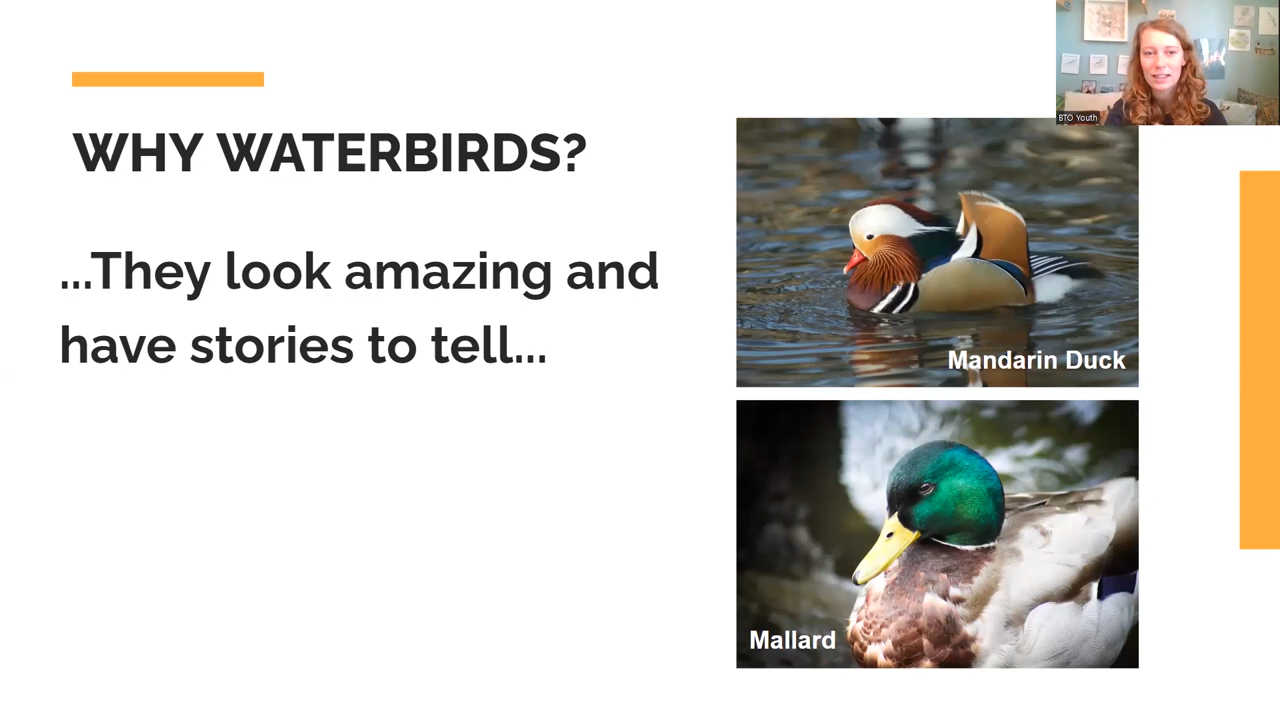 BTO Youth
WHY WATERBIRDS?
...They look amazing and
have stories to tell...
Mandarin Duck
Mallard